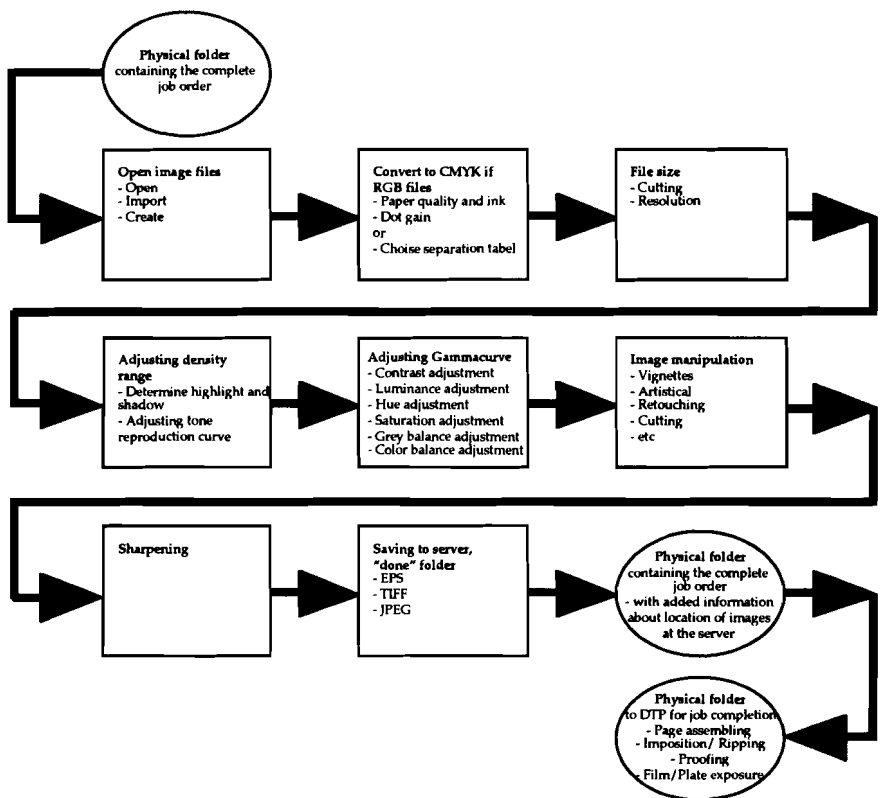 Physical folder
containing the complete
job order
Open image files
- Open
- Import
- Create
Convert to CMYK if
RGB files
- Paper quality and ink
- Dot gain
or
- Choise separation tabel
File size
- Cutting
- Resolution
Adjusting density
range
- Determine highlight and
shadow
- Adjusting tone
reproduction curve
Adjusting Gammacurve
- Contrast adjustment
- Luminance adjustment
- Hue adjustment
- Saturation adjustment
- Grey balance adjustment
- Color balance adjustment
Image manipulation
- Vignettes
- Artistical
- Retouching
- Cutting
- etc
Sharpening
Saving to server,
"done" folder
- EPS
- TIFF
- JPEG
Physical folder
containing the complete
job order
- with added information
about location of images
at the server
Physical folder
to DTP for job completion
- Page assembling
- Imposition/ Ripping
- Proofing
- Film/Plate exposure